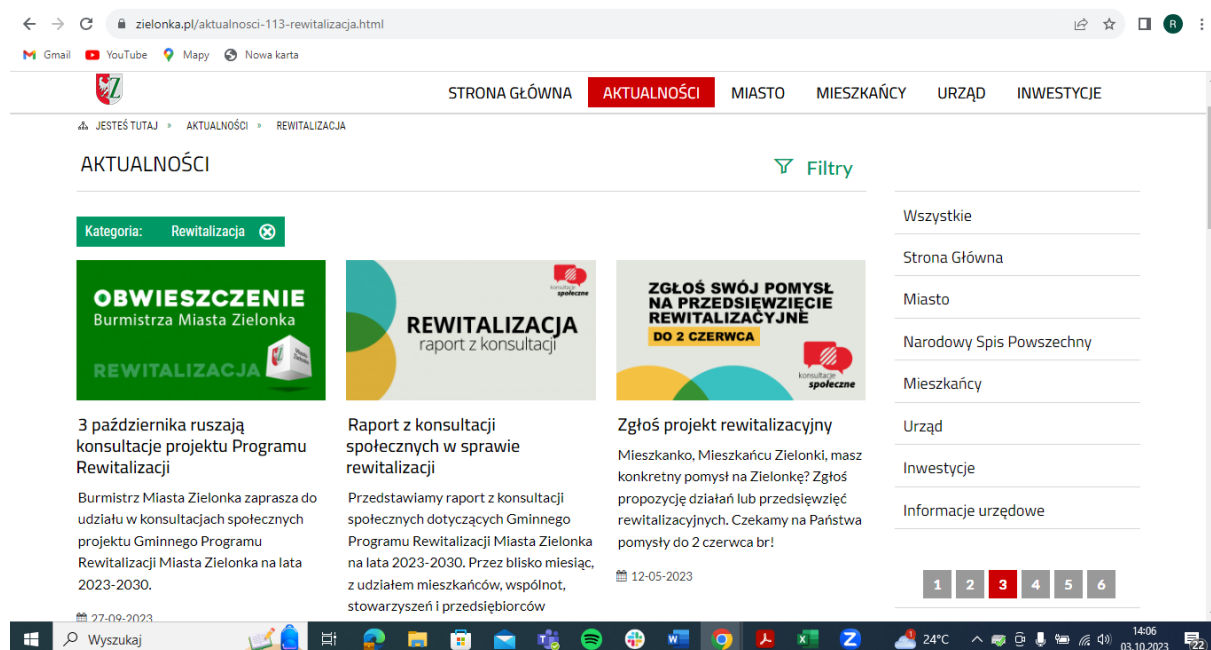 zielonka.pl/aktualnosci-113-rewitalizacja.html
R
Gmail
YouTube
Mapy
Nowa karta
Z
STRONA GŁÓWNA
AKTUALNOŚCI
MIASTO
MIESZKAŃCY
URZĄD
INWESTYCJE
JESTEŚ TUTAJ » AKTUALNOŚCI » REWITALIZACJA
AKTUALNOŚCI
Filtry
Kategoria: Rewitalizacja
OBWIESZCZENIE
Burmistrza Miasta Zielonka
REWITALIZACJA
3 października ruszają
konsultacje projektu Programu
Rewitalizacji
Burmistrz Miasta Zielonka zaprasza do
udziału w konsultacjach społecznych
projektu Gminnego Programu
Rewitalizacji Miasta Zielonka na lata
2023-2030.
27-09-2023
konsultacje
społeczne
REWITALIZACJA
raport z konsultacji
Raport z konsultacji
społecznych w sprawie
rewitalizacji
Przedstawiamy raport z konsultacji
społecznych dotyczących Gminnego
Programu Rewitalizacji Miasta Zielonka
na lata 2023-2030. Przez blisko miesiąc,
z udziałem mieszkańców, wspólnot,
stowarzyszeń i przedsiębiorców
ZGŁOŚ SWÓJ POMYSŁ
NA PRZEDSIĘWZIĘCIE
REWITALIZACYJNE
DO 2 CZERWCA
konsultacje
społeczne
Zgłoś projekt rewitalizacyjny
Mieszkanko, Mieszkańcu Zielonki, masz
konkretny pomysł na Zielonkę? Zgłoś
propozycję działań lub przedsięwzięć
rewitalizacyjnych. Czekamy na Państwa
pomysły do 2 czerwca br!
12-05-2023
Wszystkie
Strona Główna
Miasto
Narodowy Spis Powszechny
Mieszkańcy
Urząd
Inwestycje
Informacje urzędowe
1 2 3 4 5 6
Wyszukaj
24°C
14:06
03.10.2023
22